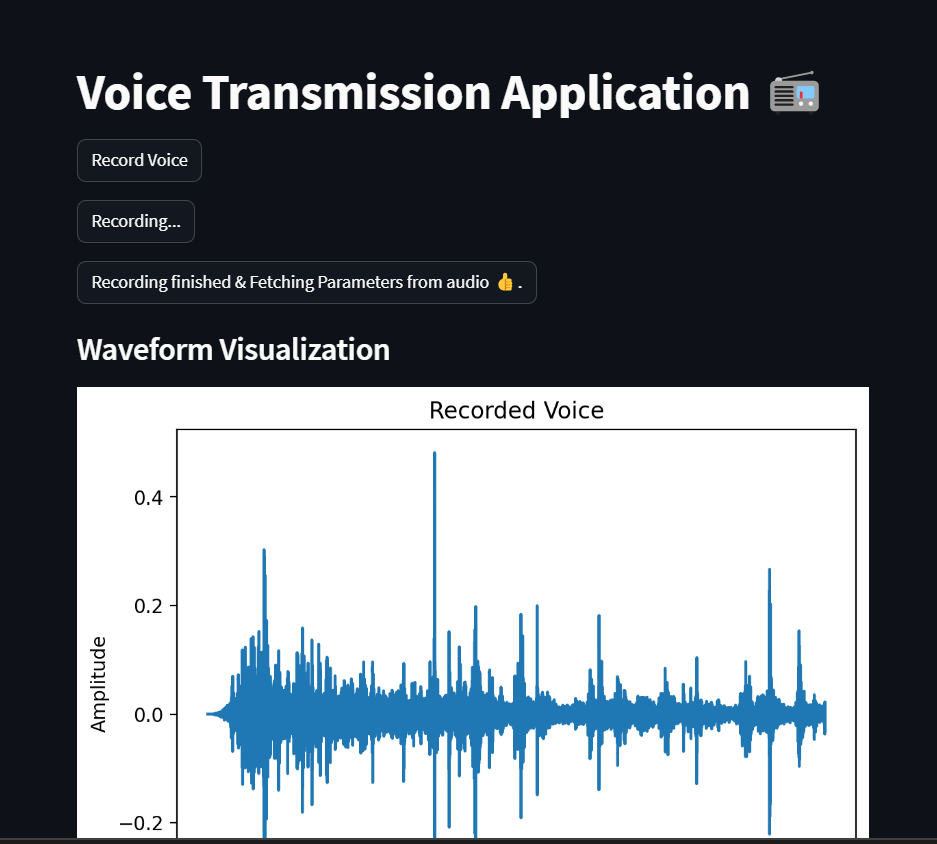 Voice Transmission Application 📻
Record Voice
Recording...
Recording finished & Fetching Parameters from audio 👍 .
Waveform Visualization
Recorded Voice
0.4
0.2
0.0
−0.2
Amplitude